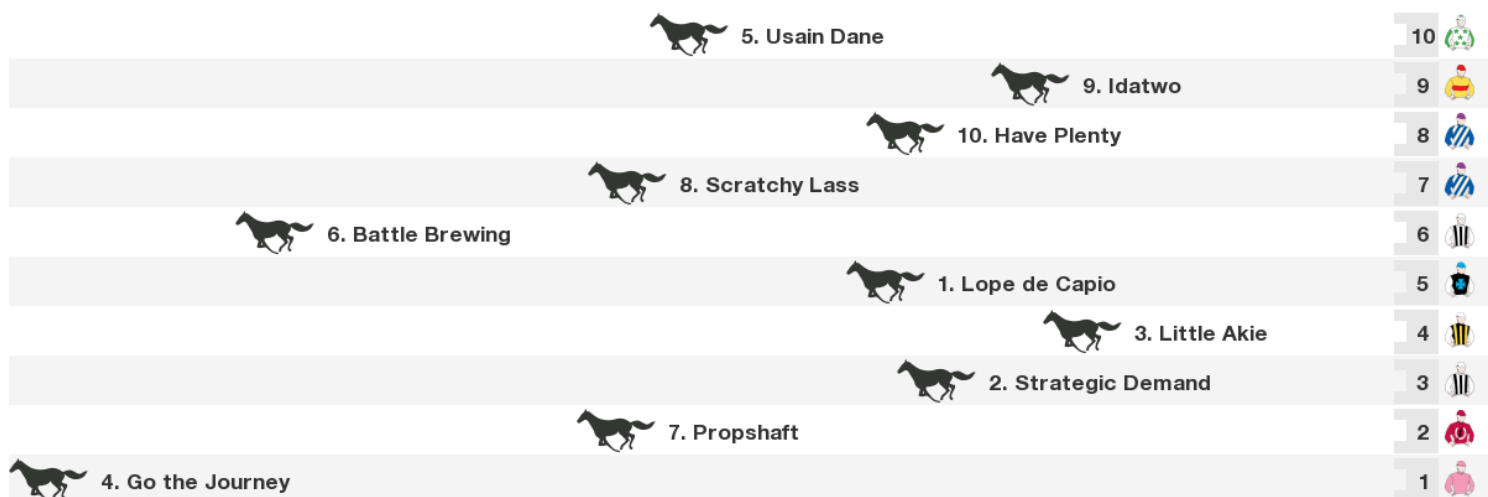 5. Usain Dane 10
9. Idatwo 9
10. Have Plenty 8
8. Scratchy Lass 7
6. Battle Brewing 6
1. Lope de Capio 5
3. Little Akie 4
2. Strategic Demand 3
7. Propshaft 2
4. Go the Journey 1